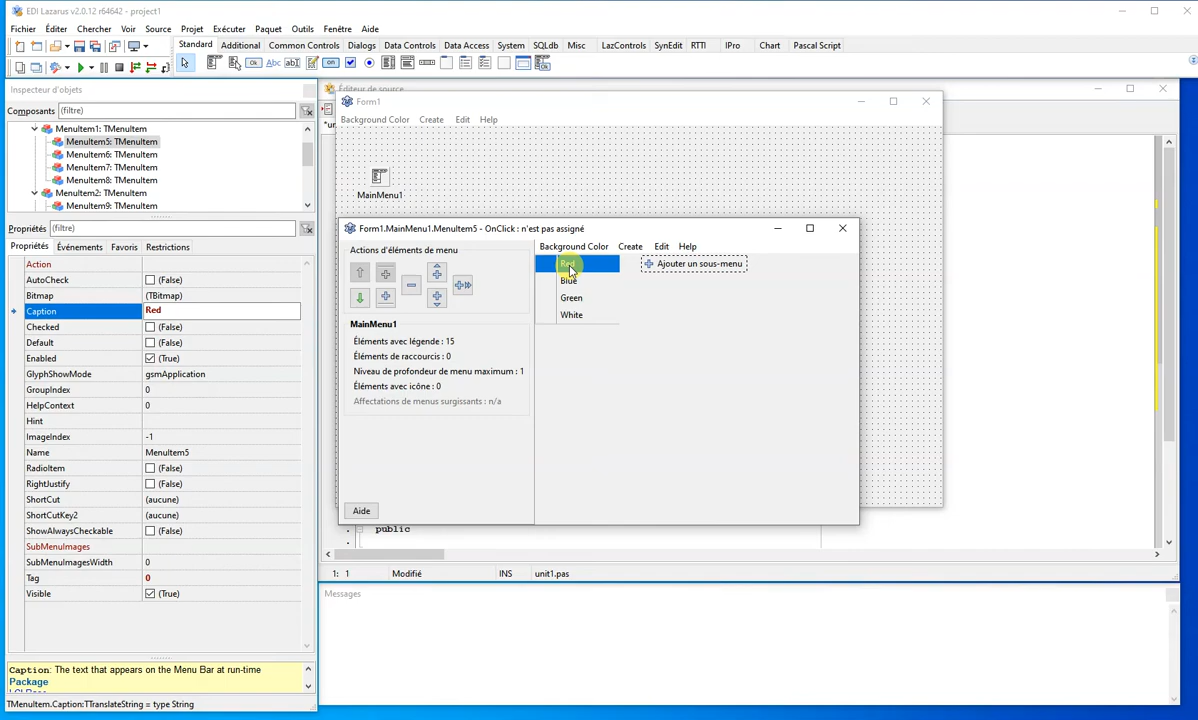 EDI Lazarus v2.0.12 r64642 - project1
Fichier Éditer Chercher Voir Source Projet Exécuter Paquet Outils Fenêtre Aide
Standard Additional Common Controls Dialogs Data Controls Data Access System SQLdb Misc LazControls SynEdit RTTI IPro Chart Pascal Script
Inspecteur d'objets
Composants (filtre)
MenuItem1: TMenuItem
MenuItem5: TMenuItem
MenuItem6: TMenuItem
MenuItem7: TMenuItem
MenuItem8: TMenuItem
MenuItem2: TMenuItem
MenuItem9: TMenuItem
Propriétés (filtre)
Propriétés Événements Favoris Restrictions
Action
AutoCheck (False)
Bitmap (TBitmap)
Caption Red
Checked (False)
Default (False)
Enabled (True)
GlyphShowMode gsmApplication
GroupIndex 0
HelpContext 0
Hint
ImageIndex -1
Name MenuItem5
RadioItem (False)
RightJustify (False)
ShortCut (aucune)
ShortCutKey2 (aucune)
ShowAlwaysCheckable (False)
SubMenuImages
SubMenuImagesWidth 0
Tag 0
Visible (True)
Caption: The text that appears on the Menu Bar at run-time
Package
TMenuItem.Caption:TTranslateString = type String
Éditeur de source
Form1
Background Color Create Edit Help
MainMenu1
Form1.MainMenu1.MenuItem5 - OnClick : n'est pas assigné
Actions d'éléments de menu
MainMenu1
Éléments avec légende : 15
Éléments de raccourcis : 0
Niveau de profondeur de menu maximum : 1
Éléments avec icône : 0
Affectations de menus surgissants : n/a
Aide
Background Color Create Edit Help
Red Ajouter un sous-menu
Blue
Green
White
public
1: 1 Modifié INS unit1.pas
Messages